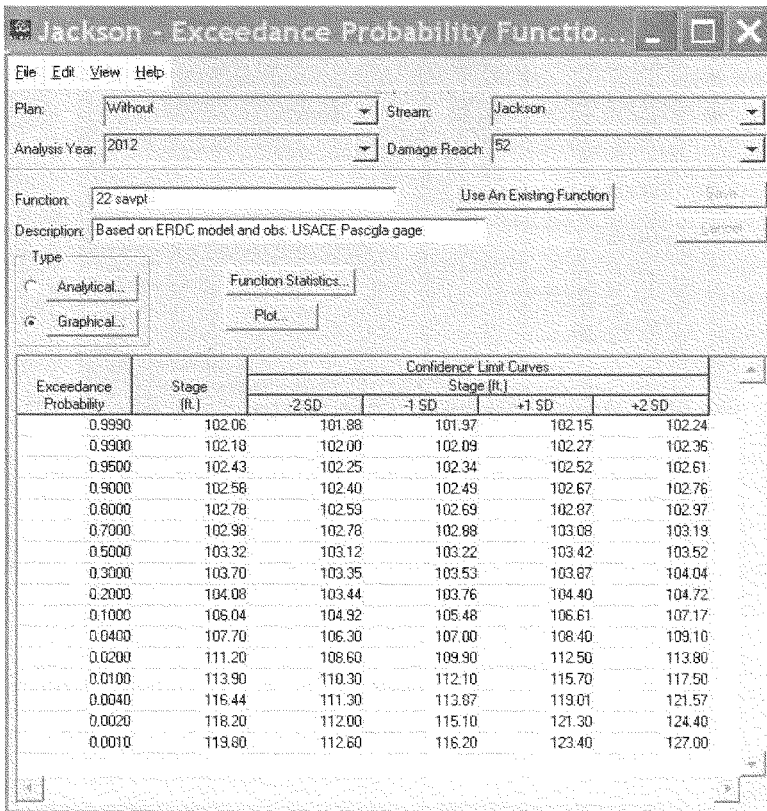 Jackson - Exceedance Probability Functio...
File Edit View Help
Plan: Without Stream: Jackson
Analysis Year: 2012 Damage Reach: 52
Function: 22 savpt Use An Existing Function Save
Description: Based on ERDC model and obs. USACE Pascgla gage. Cancel
Type
Analytical... Function Statistics...
Graphical... Plot...
Confidence Limit Curves
Exceedance Stage Stage (ft.)
Probability (ft.) -2 SD -1 SD +1 SD +2 SD
0.9990 102.06 101.88 101.97 102.15 102.24
0.9900 102.18 102.00 102.09 102.27 102.36
0.9500 102.43 102.25 102.34 102.52 102.61
0.9000 102.58 102.40 102.49 102.67 102.76
0.8000 102.78 102.59 102.69 102.87 102.97
0.7000 102.98 102.78 102.88 103.08 103.19
0.5000 103.32 103.12 103.22 103.42 103.52
0.3000 103.70 103.35 103.53 103.87 104.04
0.2000 104.08 103.44 103.76 104.40 104.72
0.1000 106.04 104.92 105.48 106.61 107.17
0.0400 107.70 106.30 107.00 108.40 109.10
0.0200 111.20 108.60 109.90 112.50 113.80
0.0100 113.90 110.30 112.10 115.70 117.50
0.0040 116.44 111.30 113.87 119.01 121.57
0.0020 118.20 112.00 115.10 121.30 124.40
0.0010 119.80 112.60 116.20 123.40 127.00